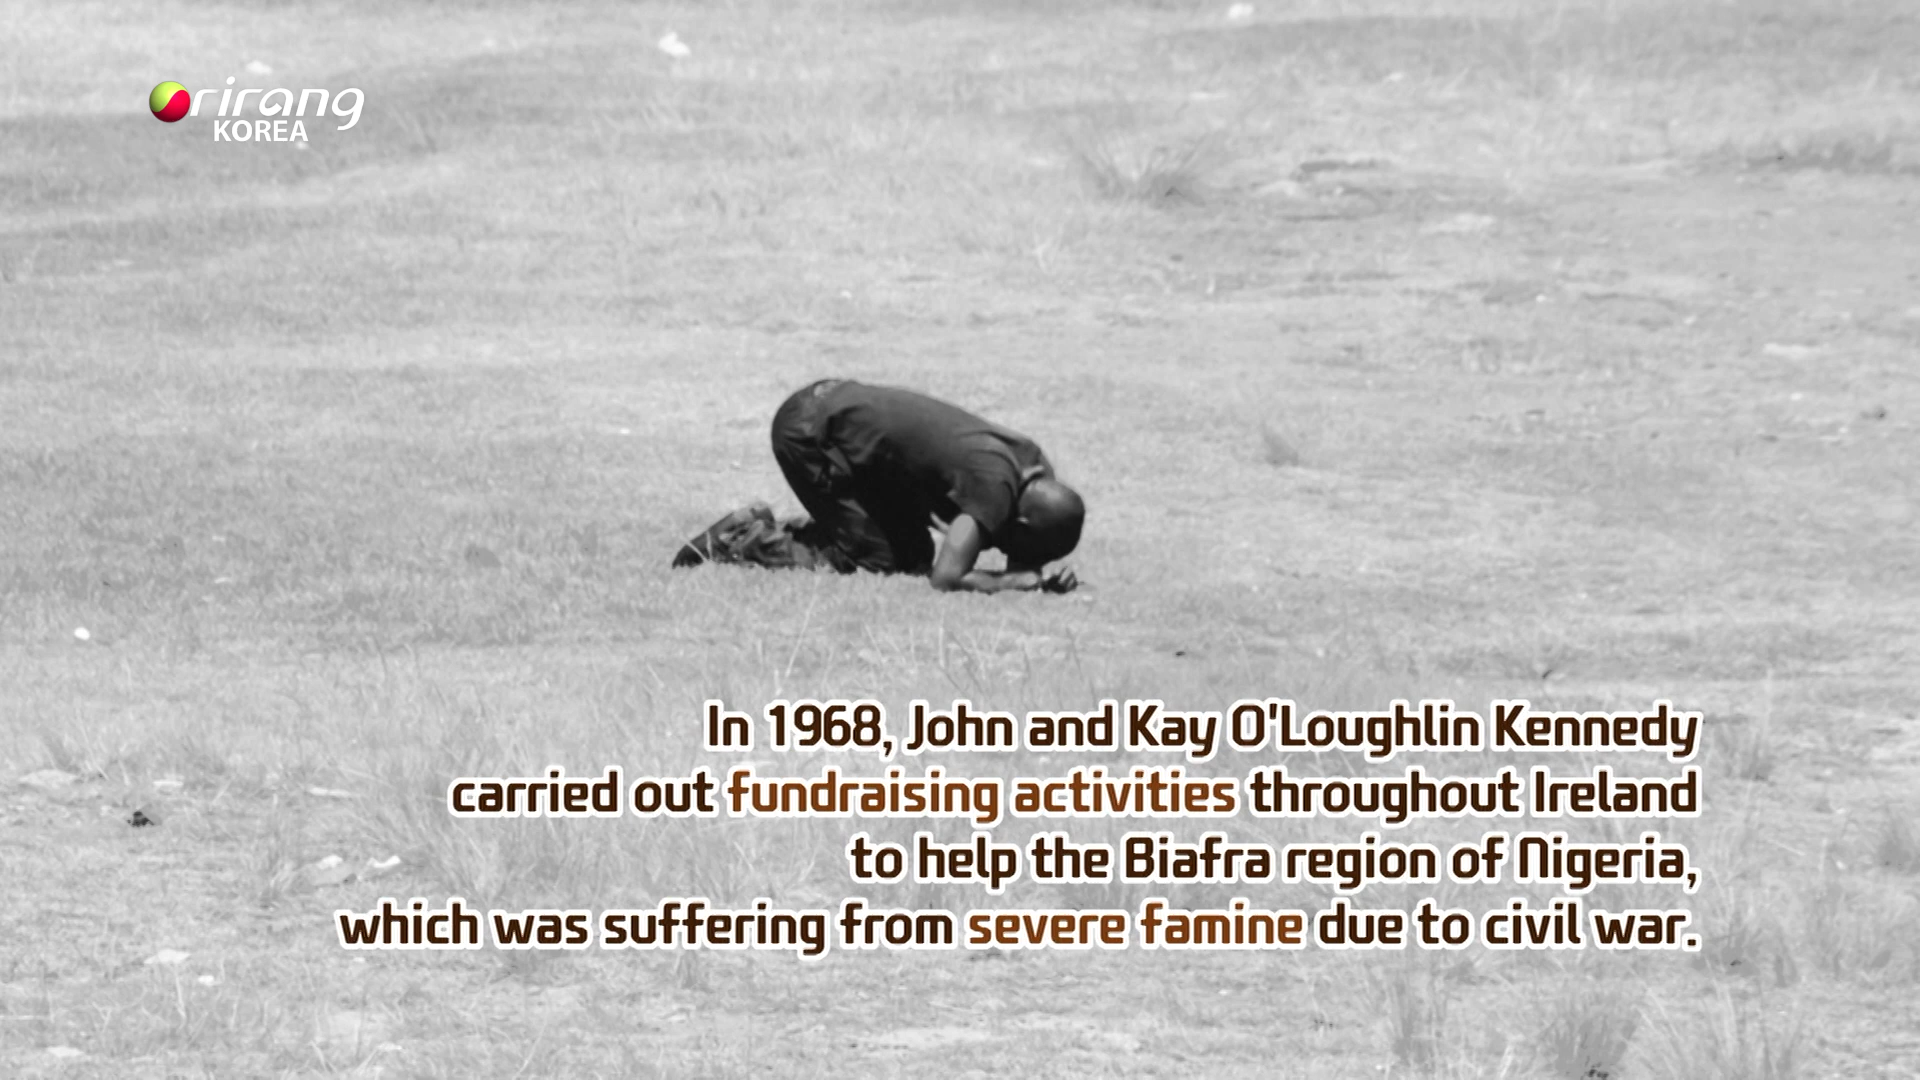 arirang
KOREA
In 1968, John and Kay O'Loughlin Kennedy
carried out fundraising activities throughout Ireland
to help the Biafra region of Nigeria,
which was suffering from severe famine due to civil war.